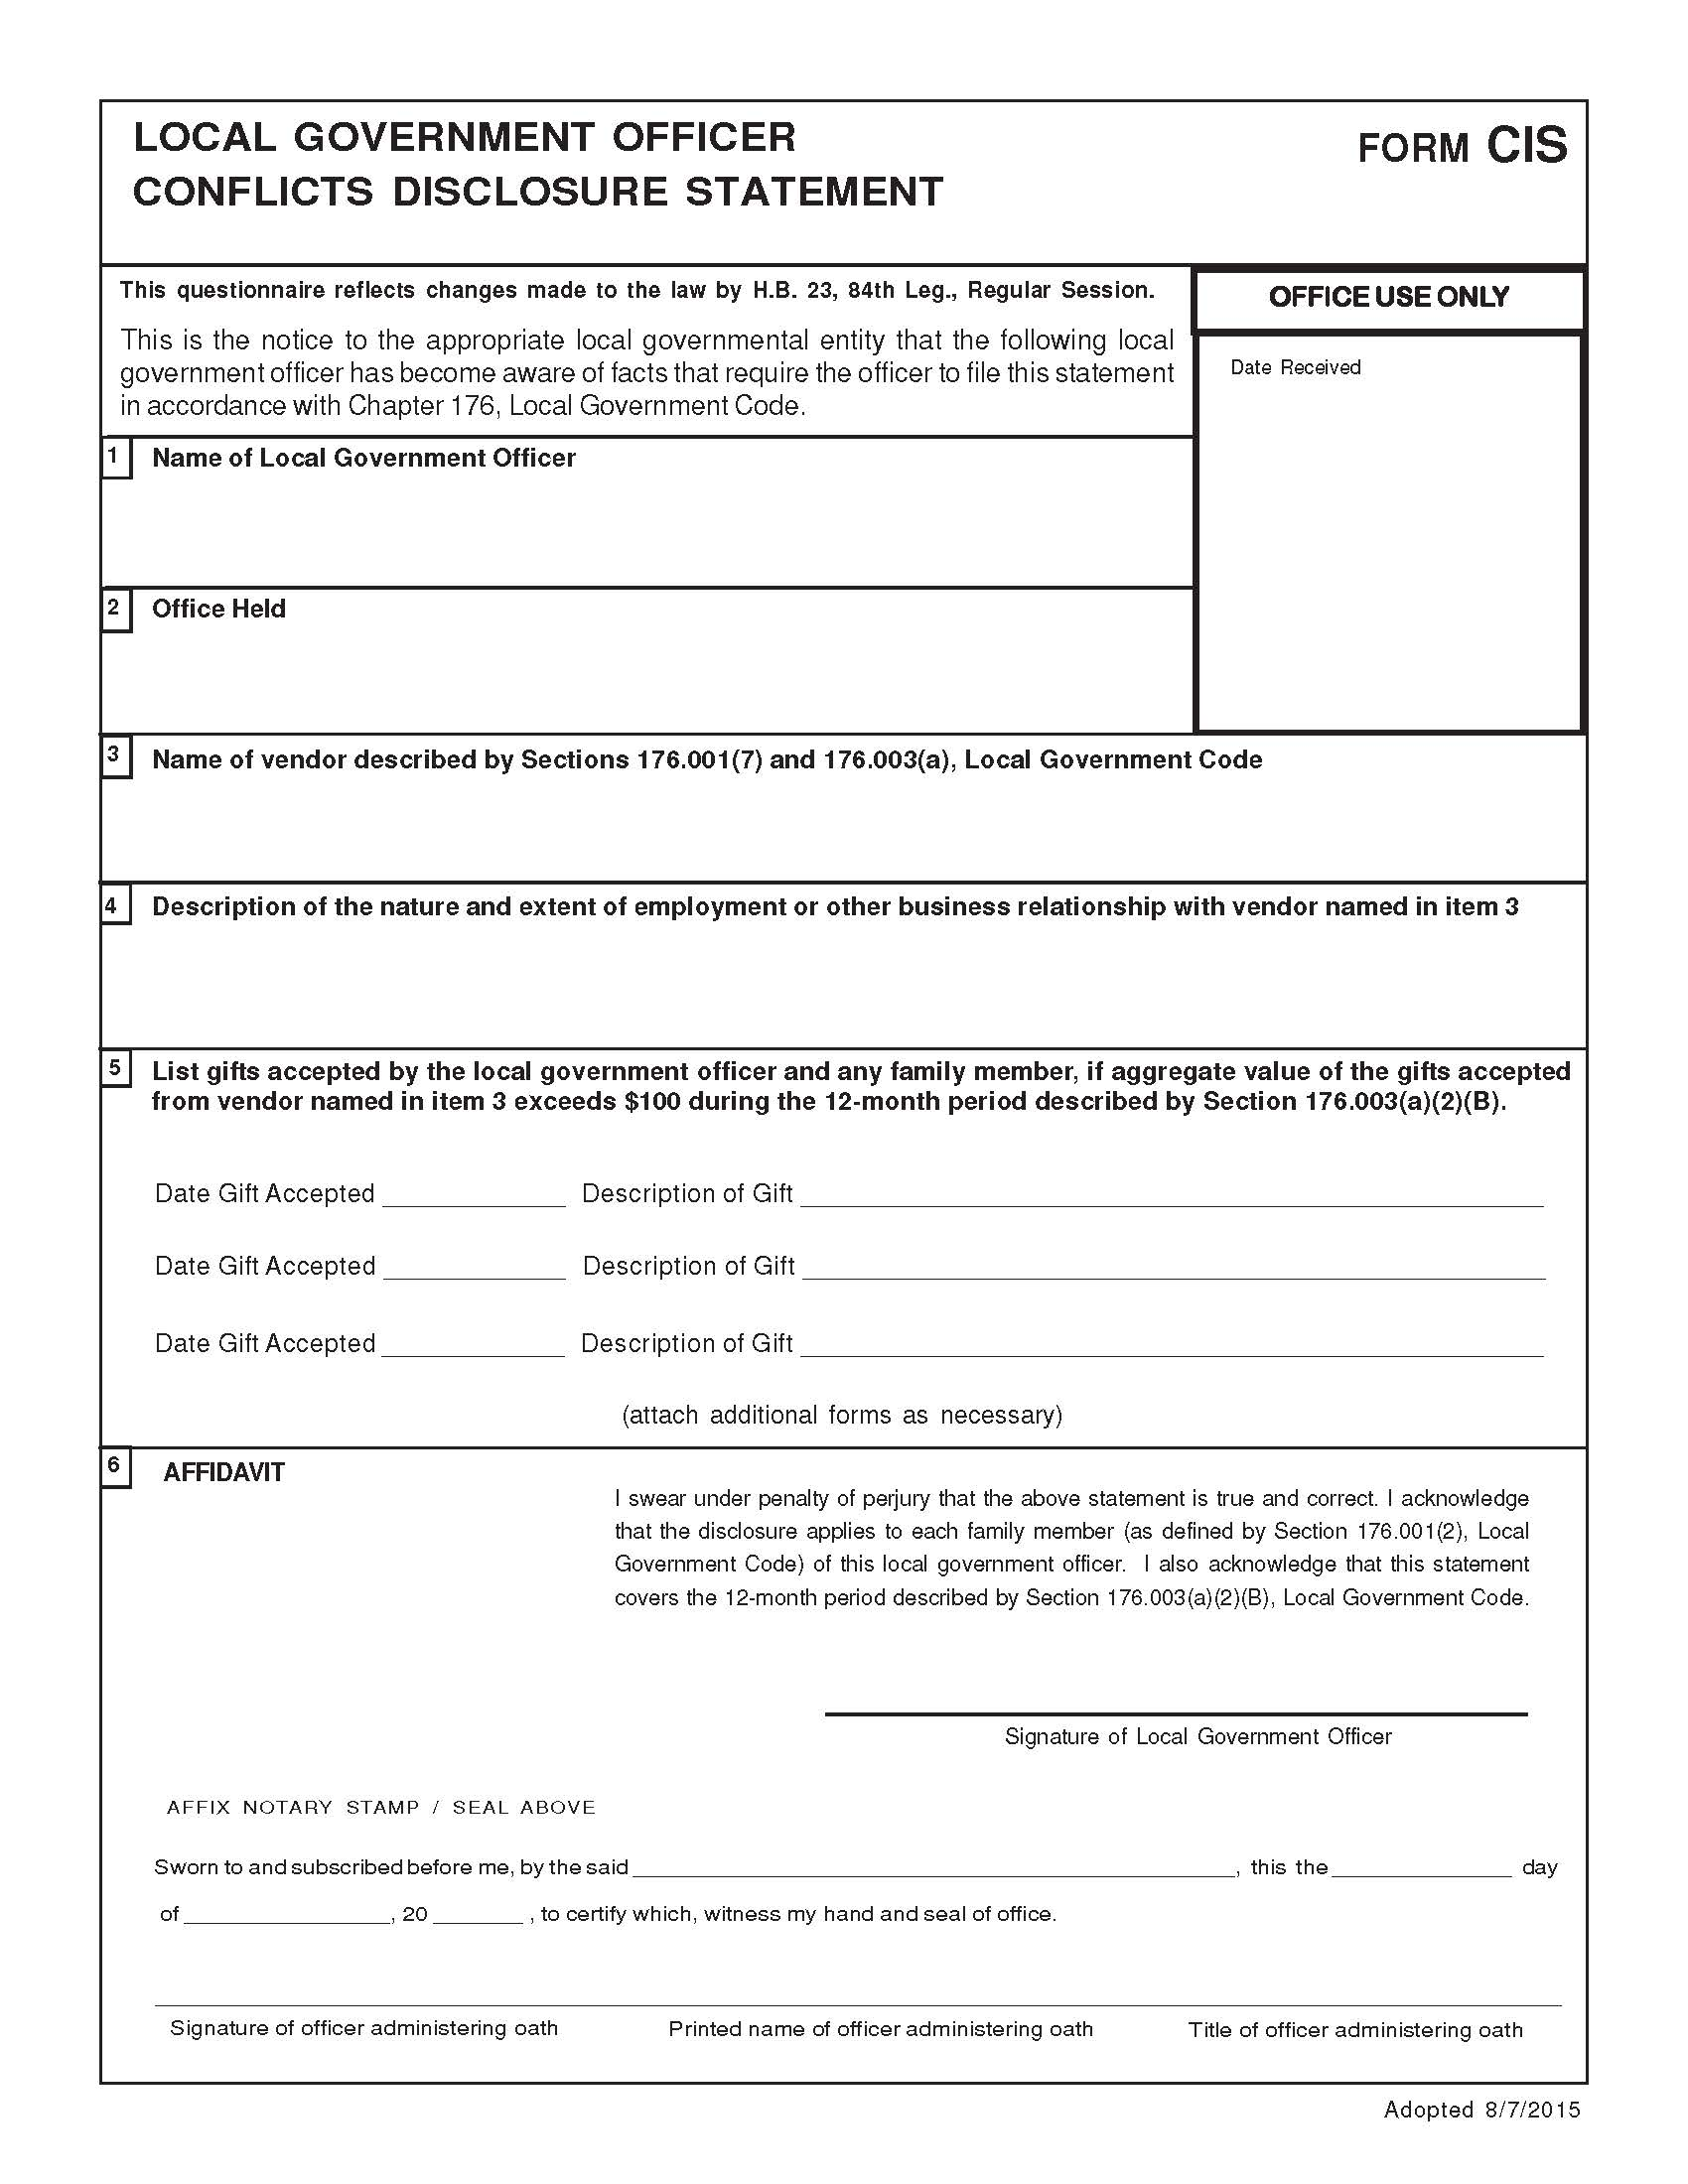 LOCAL GOVERNMENT OFFICER
CONFLICTS DISCLOSURE STATEMENT
FORM CIS
This questionnaire reflects changes made to the law by H.B. 23, 84th Leg., Regular Session.
This is the notice to the appropriate local governmental entity that the following local
government officer has become aware of facts that require the officer to file this statement
in accordance with Chapter 176, Local Government Code.
OFFICE USE ONLY
Date Received
1 Name of Local Government Officer
2 Office Held
3 Name of vendor described by Sections 176.001(7) and 176.003(a), Local Government Code
4 Description of the nature and extent of employment or other business relationship with vendor named in item 3
5 List gifts accepted by the local government officer and any family member, if aggregate value of the gifts accepted
from vendor named in item 3 exceeds $100 during the 12-month period described by Section 176.003(a)(2)(B).
Date Gift Accepted ____________ Description of Gift ____________
Date Gift Accepted ____________ Description of Gift ____________
Date Gift Accepted ____________ Description of Gift ____________
(attach additional forms as necessary)
6 AFFIDAVIT
I swear under penalty of perjury that the above statement is true and correct. I acknowledge
that the disclosure applies to each family member (as defined by Section 176.001(2), Local
Government Code) of this local government officer. I also acknowledge that this statement
covers the 12-month period described by Section 176.003(a)(2)(B), Local Government Code.
Signature of Local Government Officer
AFFIX NOTARY STAMP / SEAL ABOVE
Sworn to and subscribed before me, by the said ____________, this the ____________ day
of ____________, 20 ______ , to certify which, witness my hand and seal of office.
Signature of officer administering oath Printed name of officer administering oath Title of officer administering oath
Adopted 8/7/2015